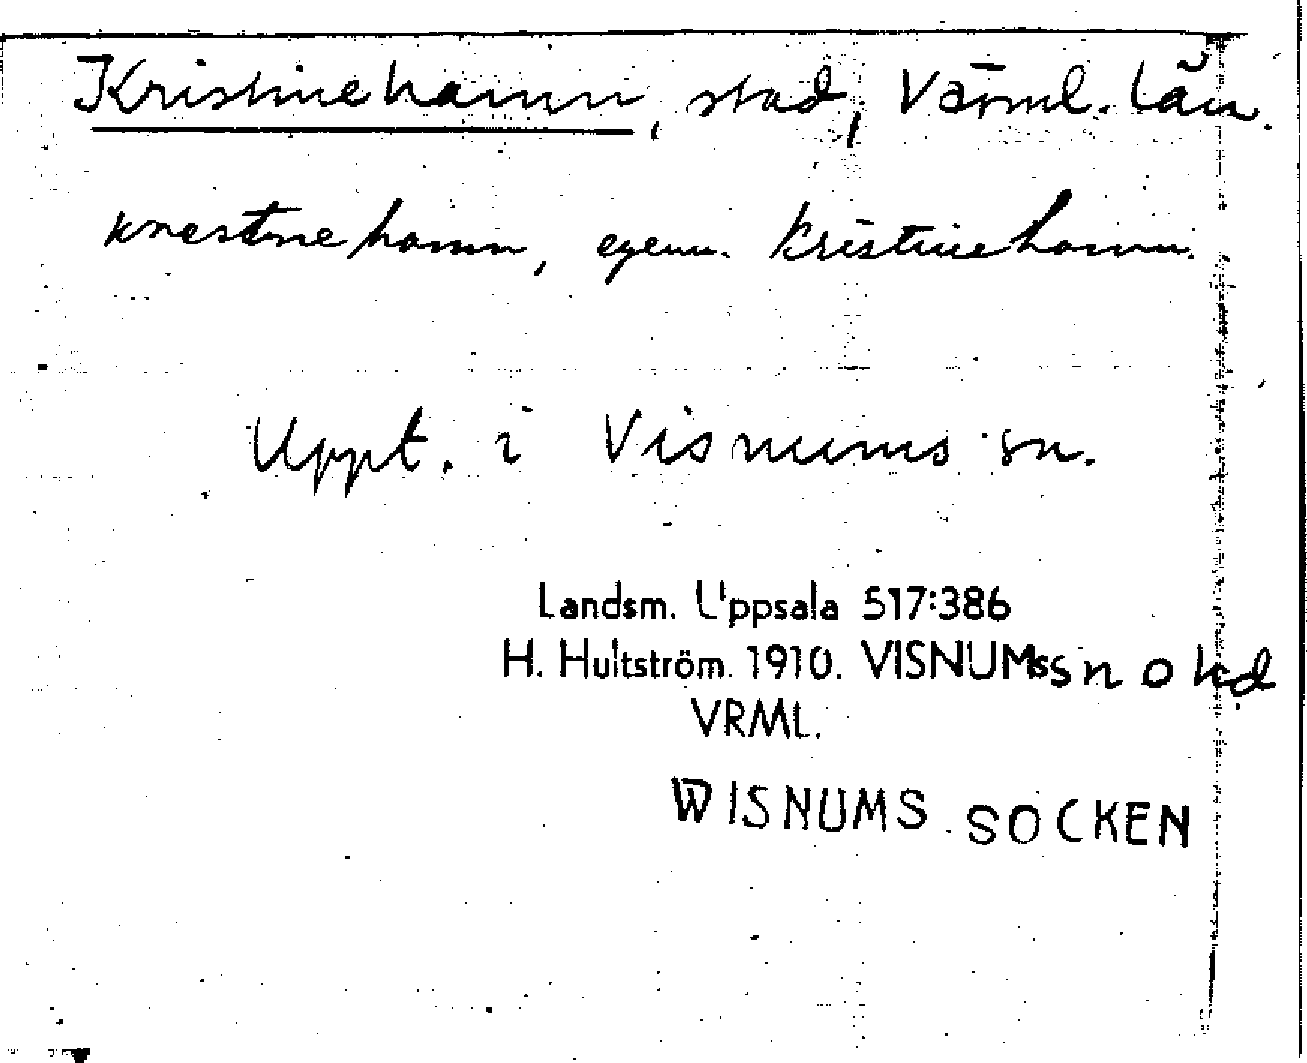 Kristinehamn, stad, Värml. län.
krestnehamn, egenn. Kristinehamn.
Uppt. i Visnums sn.
Landsm. Uppsala 517:386
H. Hultström. 1910. VISNUMs sn o hd
VRML.
WISNUMS SOCKEN